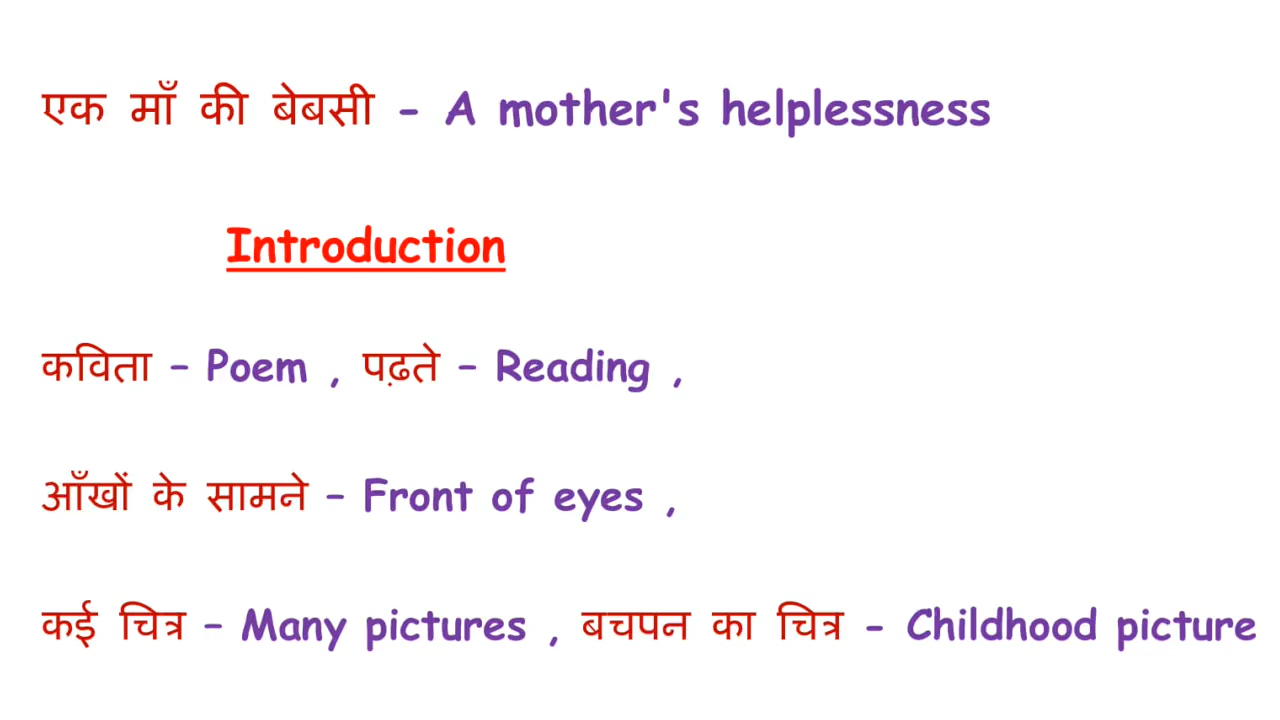 एक माँ की बेबसी - A mother's helplessness
Introduction
कविता – Poem , पढ़ते – Reading ,
आँखों के सामने – Front of eyes ,
कई चित्र – Many pictures , बचपन का चित्र - Childhood picture